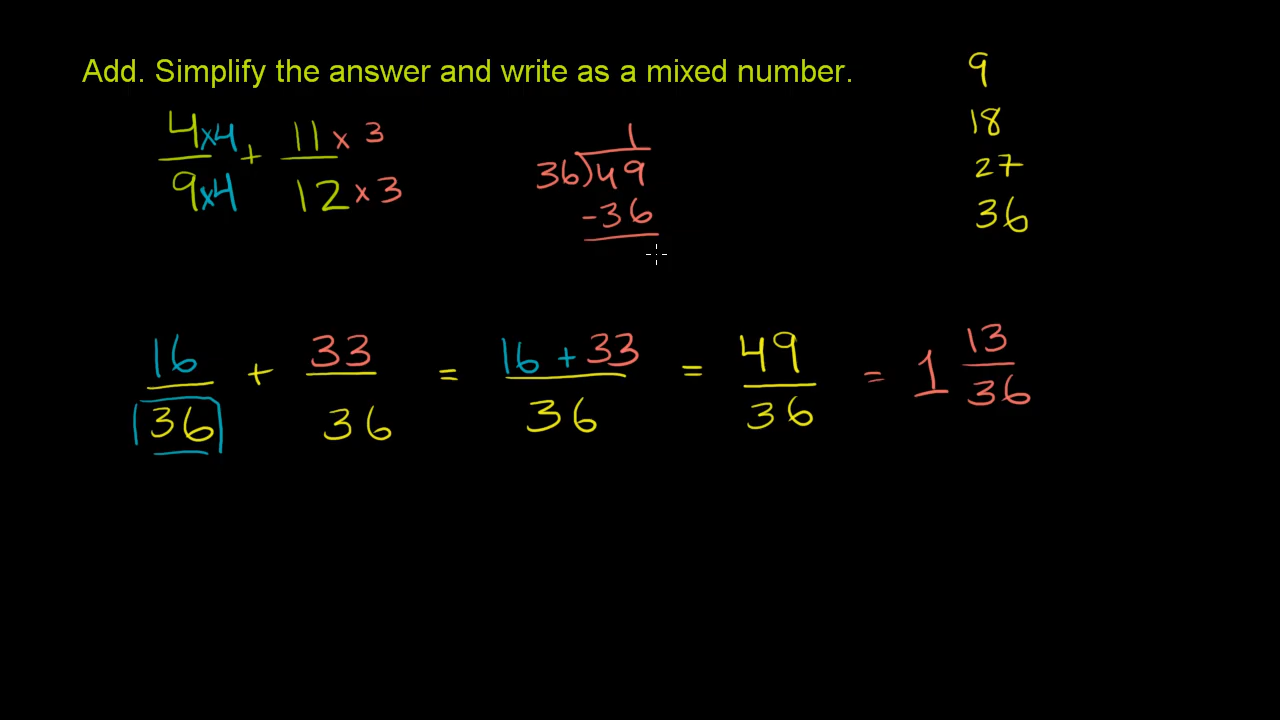 Add. Simplify the answer and write as a mixed number.
4x4 + 11 x 3
9x4 12 x 3
1
36)49
-36
9
18
27
36
16 + 33 = 16 + 33 = 49 = 1 13
36 36 36 36 36